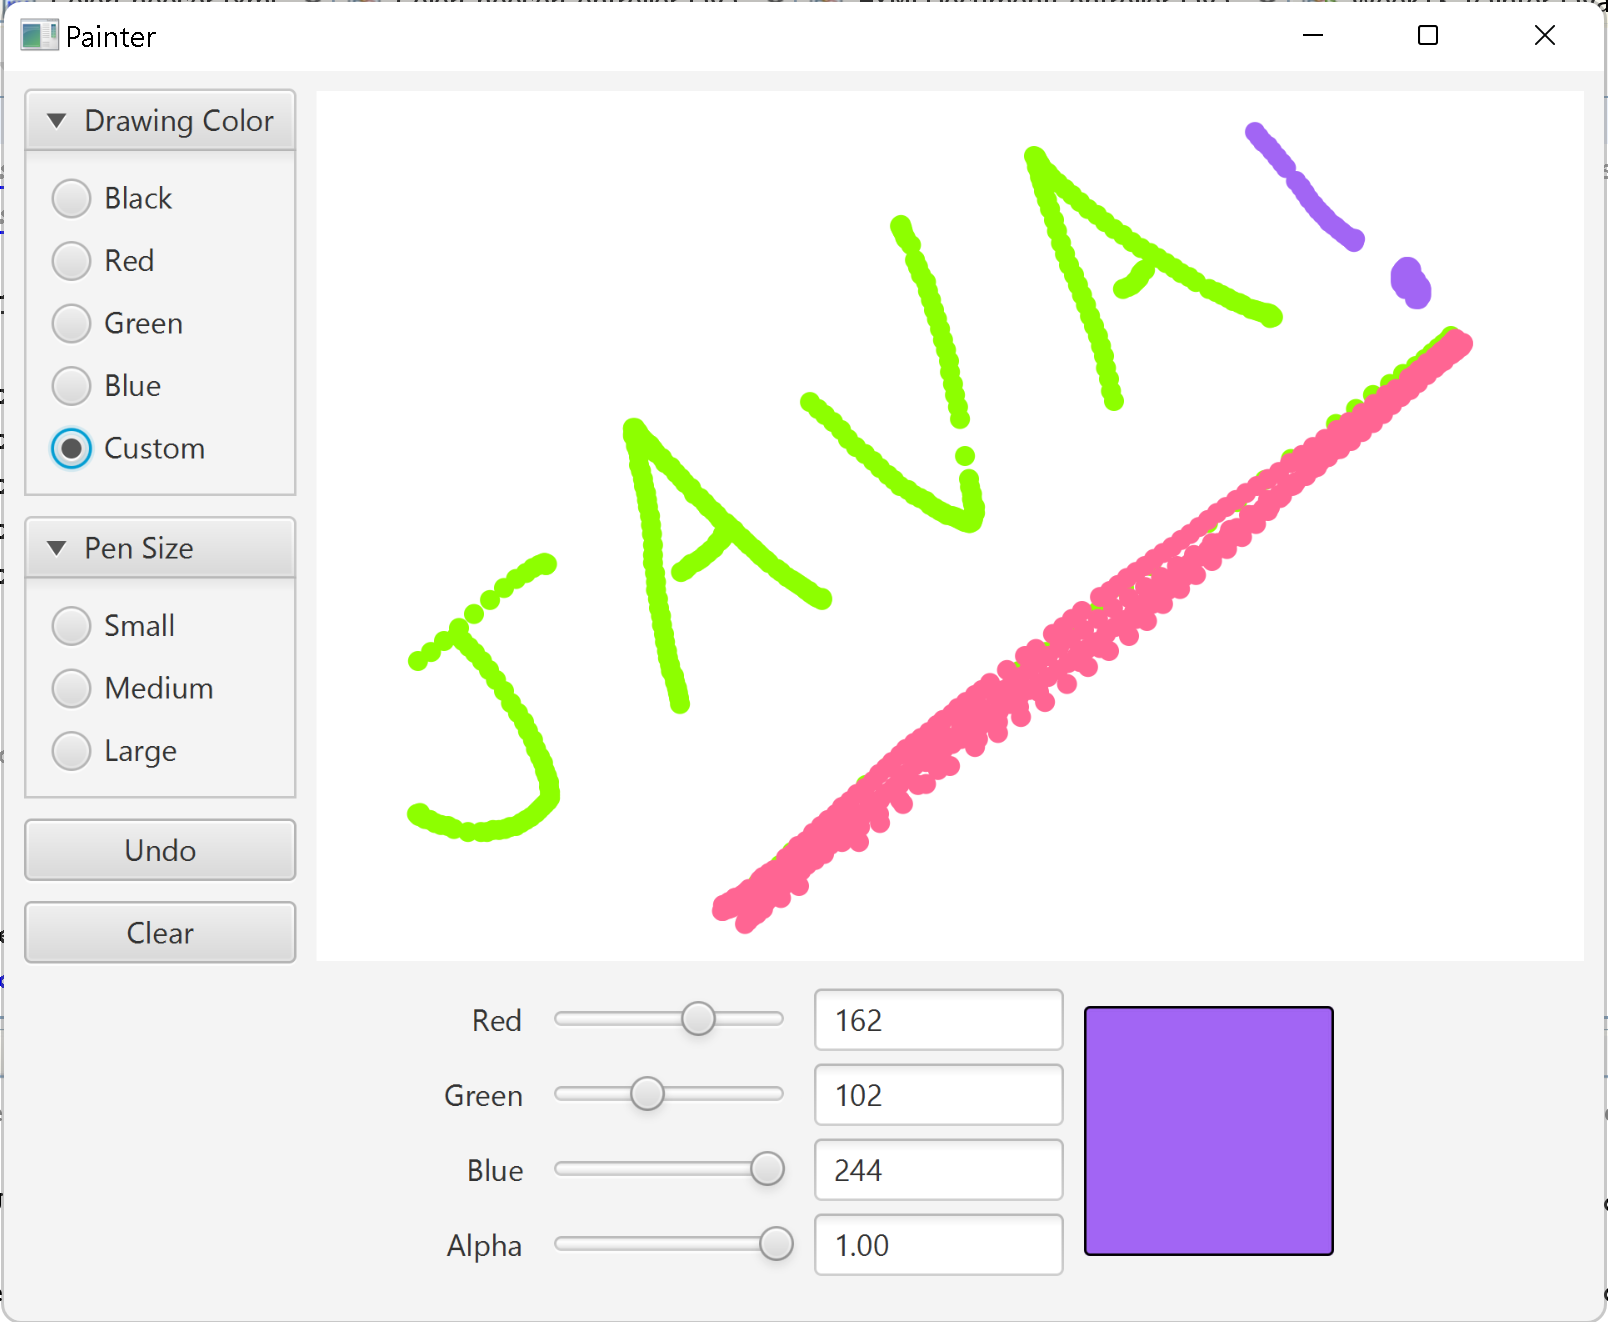 Painter
Drawing Color
Black
Red
Green
Blue
Custom
Pen Size
Small
Medium
Large
Undo
Clear
JAVA!
Red 162
Green 102
Blue 244
Alpha 1.00